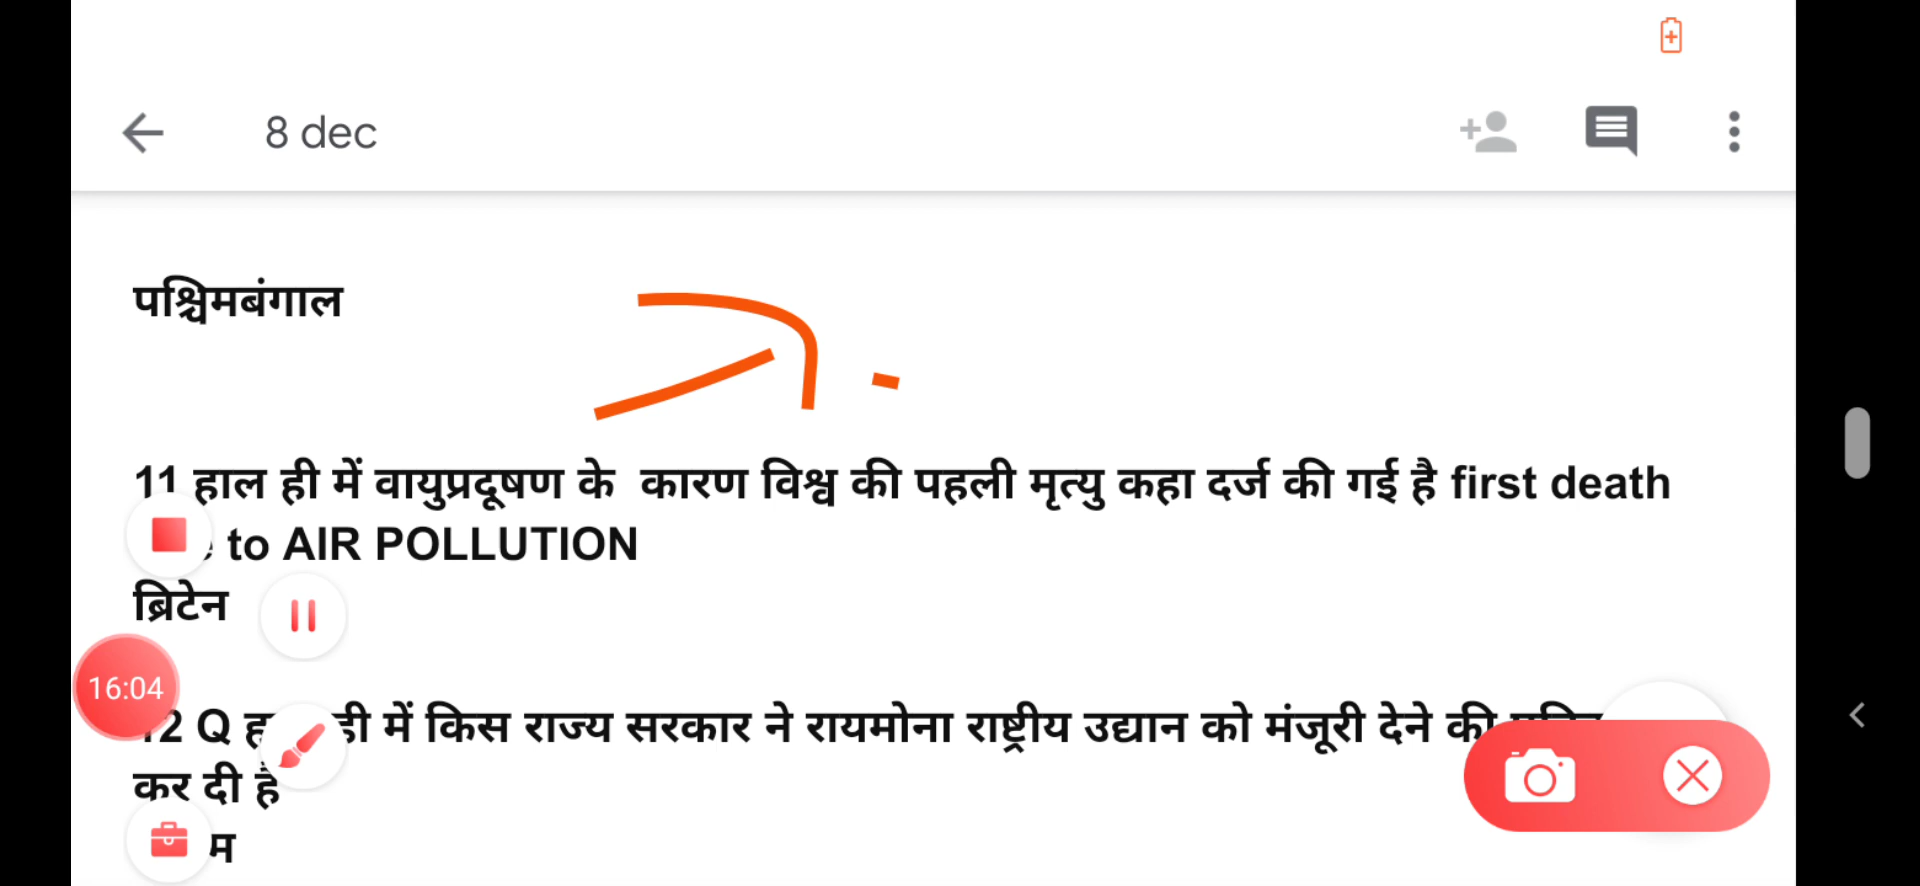 8 dec
पश्चिमबंगाल
11 हाल ही में वायुप्रदूषण के कारण विश्व की पहली मृत्यु कहा दर्ज की गई है first death
to AIR POLLUTION
ब्रिटेन
16:04
12 Q ही में किस राज्य सरकार ने रायमोना राष्ट्रीय उद्यान को मंजूरी देने की
कर दी है